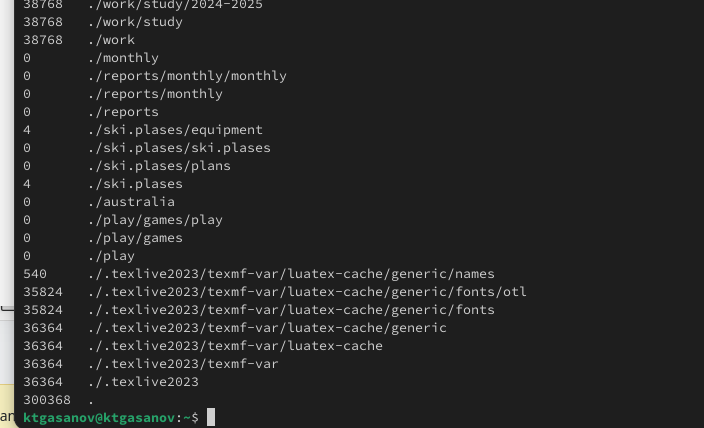 38768 ./work/study/2024-2025
38768 ./work/study
38768 ./work
0 ./monthly
0 ./reports/monthly/monthly
0 ./reports/monthly
0 ./reports
4 ./ski.plases/equipment
0 ./ski.plases/ski.plases
0 ./ski.plases/plans
4 ./ski.plases
0 ./australia
0 ./play/games/play
0 ./play/games
0 ./play
540 ./.texlive2023/texmf-var/luatex-cache/generic/names
35824 ./.texlive2023/texmf-var/luatex-cache/generic/fonts/otl
35824 ./.texlive2023/texmf-var/luatex-cache/generic/fonts
36364 ./.texlive2023/texmf-var/luatex-cache/generic
36364 ./.texlive2023/texmf-var/luatex-cache
36364 ./.texlive2023/texmf-var
36364 ./.texlive2023
300368 .
an
ktgasanov@ktgasanov:~$